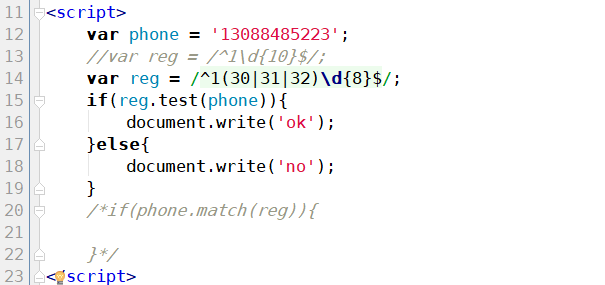 11 <script>
12 var phone = '13088485223';
13 //var reg = /^1\d{10}$/;
14 var reg = /^1(30|31|32)\d{8}$/;
15 if(reg.test(phone)){
16 document.write('ok');
17 }else{
18 document.write('no');
19 }
20 /*if(phone.match(reg)){
21
22 }*/
23 </script>